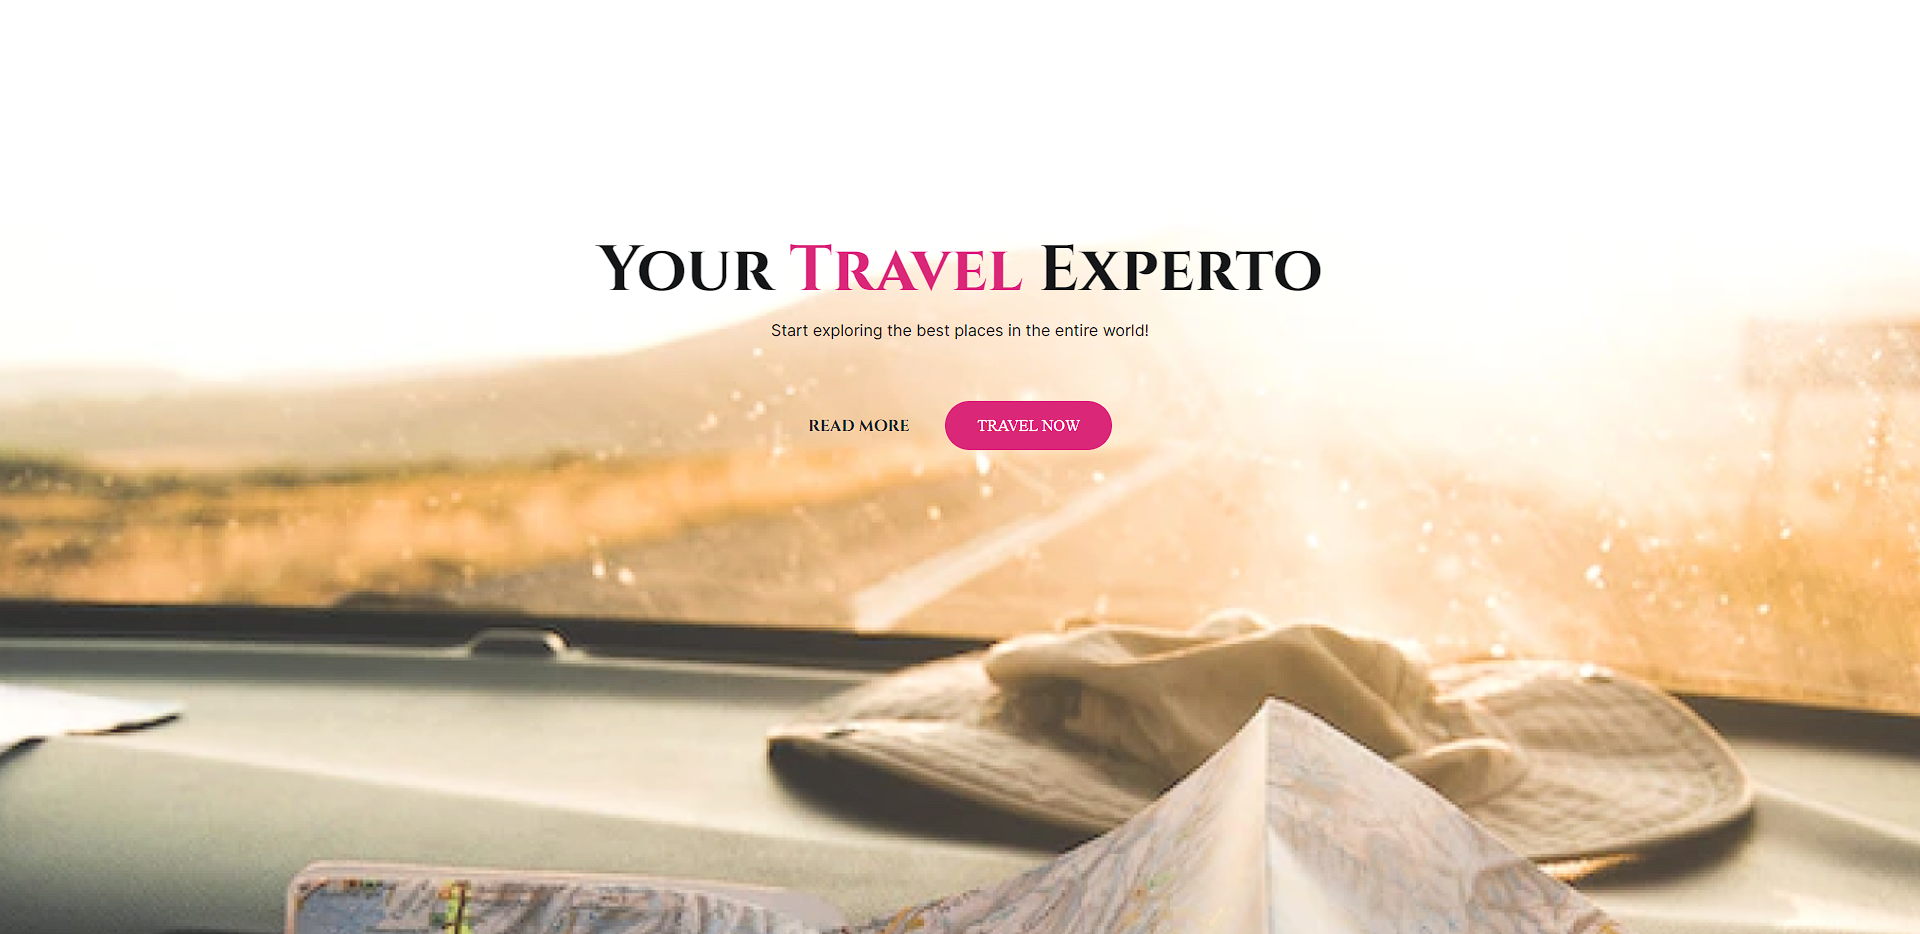 Your Travel Experto
Start exploring the best places in the entire world!
READ MORE
TRAVEL NOW